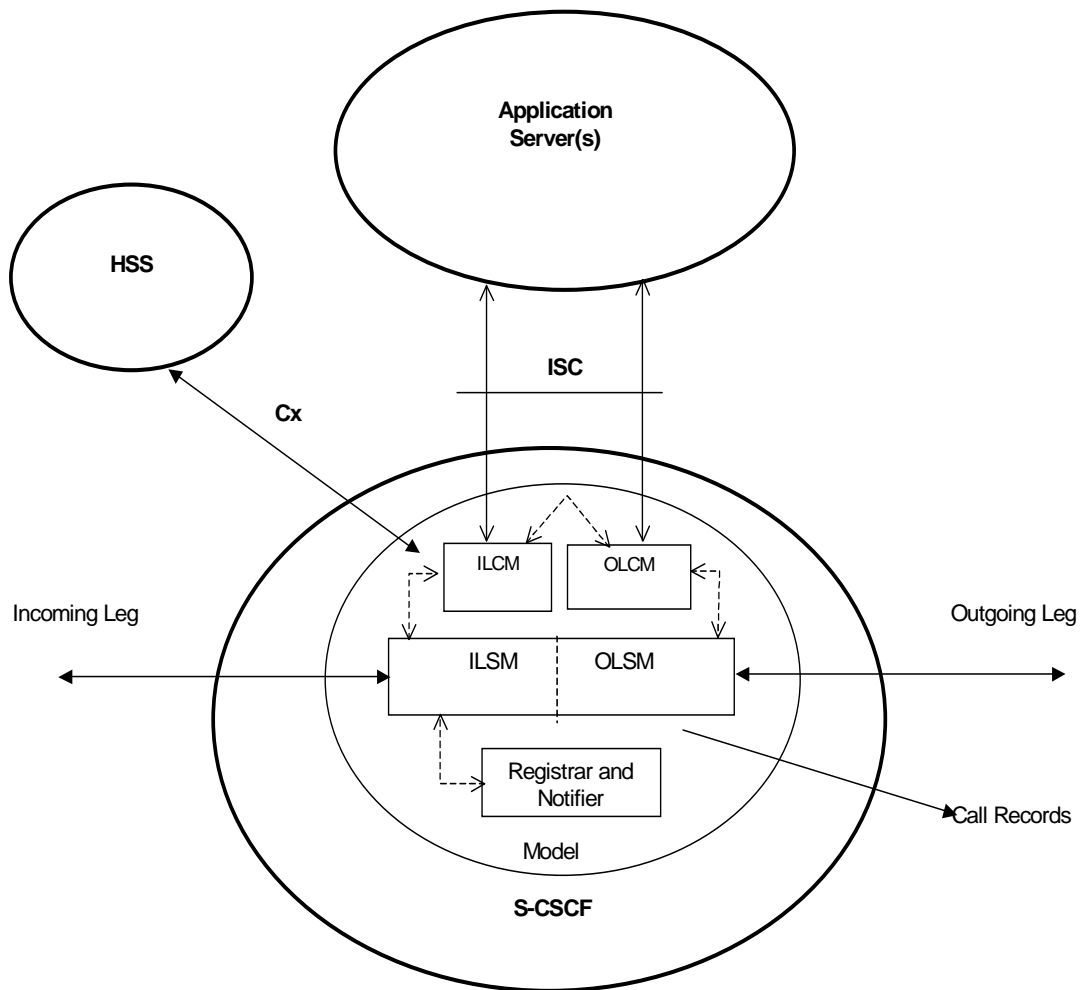 Application
Server(s)
HSS
ISC
Cx
ILCM
OLCM
Incoming Leg
Outgoing Leg
ILSM
OLSM
Registrar and
Notifier
Call Records
Model
S-CSCF